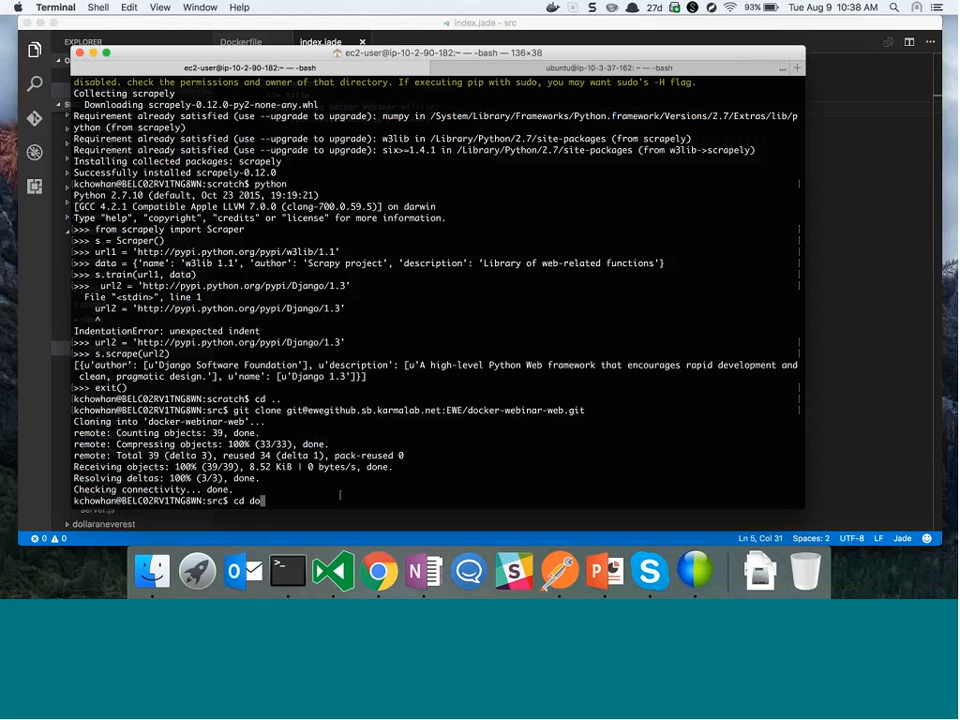 Terminal Shell Edit View Window Help
27d 93% Tue Aug 9 10:38 AM
index.jade - src
EXPLORER Dockerfile index.jade
ec2-user@ip-10-2-90-182:~ — -bash — 136×38
ec2-user@ip-10-2-90-182:~ — -bash ubuntu@ip-10-3-37-162: ~ — -bash ... +
disabled. check the permissions and owner of that directory. If executing pip with sudo, you may want sudo's -H flag.
Collecting scrapely
Downloading scrapely-0.12.0-py2-none-any.whl
Requirement already satisfied (use --upgrade to upgrade): numpy in /System/Library/Frameworks/Python.framework/Versions/2.7/Extras/lib/p
ython (from scrapely)
Requirement already satisfied (use --upgrade to upgrade): w3lib in /Library/Python/2.7/site-packages (from scrapely)
Requirement already satisfied (use --upgrade to upgrade): six>=1.4.1 in /Library/Python/2.7/site-packages (from w3lib->scrapely)
Installing collected packages: scrapely
Successfully installed scrapely-0.12.0
kchowhan@BELC02RV1TNG8WN:scratch$ python
Python 2.7.10 (default, Oct 23 2015, 19:19:21)
[GCC 4.2.1 Compatible Apple LLVM 7.0.0 (clang-700.0.59.5)] on darwin
Type "help", "copyright", "credits" or "license" for more information.
>>> from scrapely import Scraper
>>> s = Scraper()
>>> url1 = 'http://pypi.python.org/pypi/w3lib/1.1'
>>> data = {'name': 'w3lib 1.1', 'author': 'Scrapy project', 'description': 'Library of web-related functions'}
>>> s.train(url1, data)
>>>  url2 = 'http://pypi.python.org/pypi/Django/1.3'
File "<stdin>", line 1
url2 = 'http://pypi.python.org/pypi/Django/1.3'
^
IndentationError: unexpected indent
>>> url2 = 'http://pypi.python.org/pypi/Django/1.3'
>>> s.scrape(url2)
[{u'author': [u'Django Software Foundation'], u'description': [u'A high-level Python Web framework that encourages rapid development and
clean, pragmatic design.'], u'name': [u'Django 1.3']}]
>>> exit()
kchowhan@BELC02RV1TNG8WN:scratch$ cd ..
kchowhan@BELC02RV1TNG8WN:src$ git clone git@ewegithub.sb.karmalab.net:EWE/docker-webinar-web.git
Cloning into 'docker-webinar-web'...
remote: Counting objects: 39, done.
remote: Compressing objects: 100% (33/33), done.
remote: Total 39 (delta 3), reused 34 (delta 1), pack-reused 0
Receiving objects: 100% (39/39), 8.52 KiB | 0 bytes/s, done.
Resolving deltas: 100% (3/3), done.
Checking connectivity... done.
kchowhan@BELC02RV1TNG8WN:src$ cd do
server.js
dollaraneverest
0 0 Ln 5, Col 31 Spaces: 2 UTF-8 LF Jade